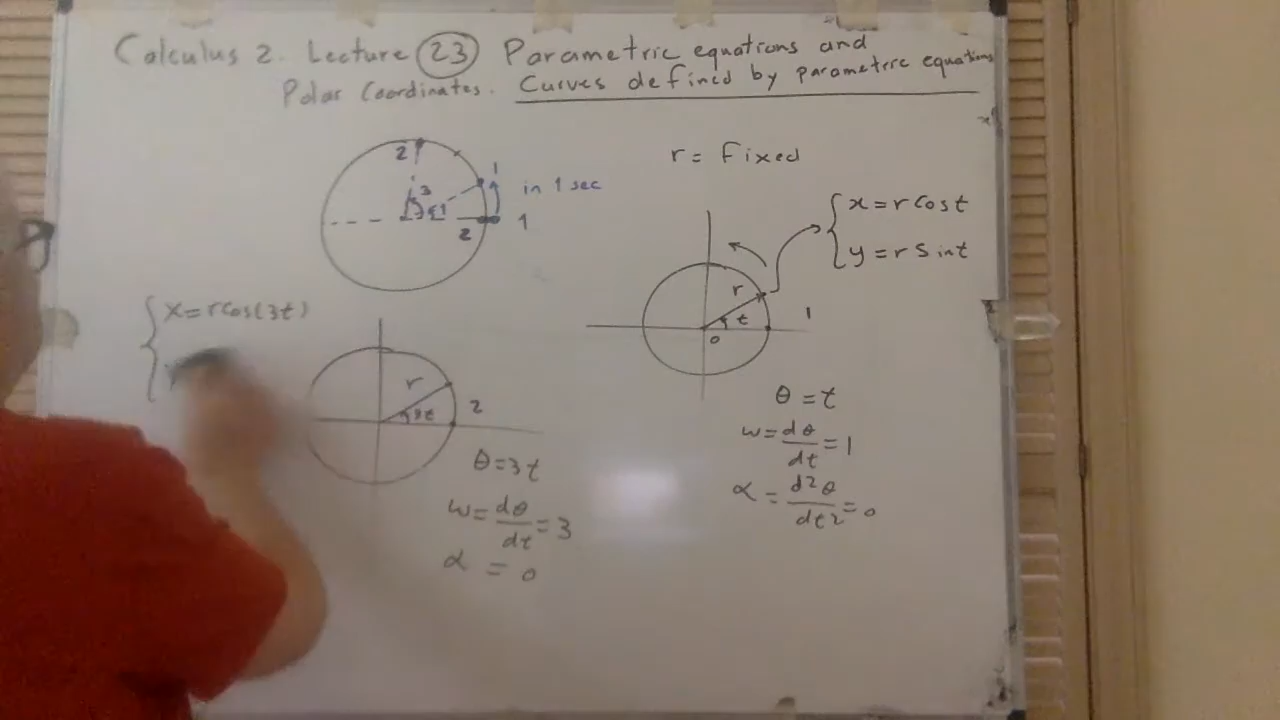 Calculus 2. Lecture 23 Parametric equations and
Polar Coordinates. Curves defined by parametric equations
2
3
1
in 1 sec
1
2
r = Fixed
x = r Cos t
y = r Sin t
r
t
0
1
θ = t
w = dθ/dt = 1
α = d2θ/dt2 = 0
x = r Cos(3t)
r
3t
2
θ = 3t
w = dθ/dt = 3
α = 0